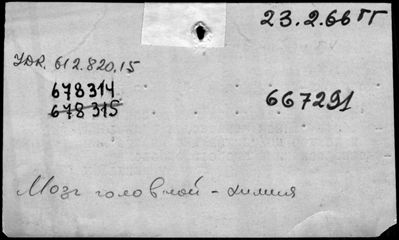 23.2.66 гг
УДК. 612.820.15
678314
678315
667291
Мозг головной - химия